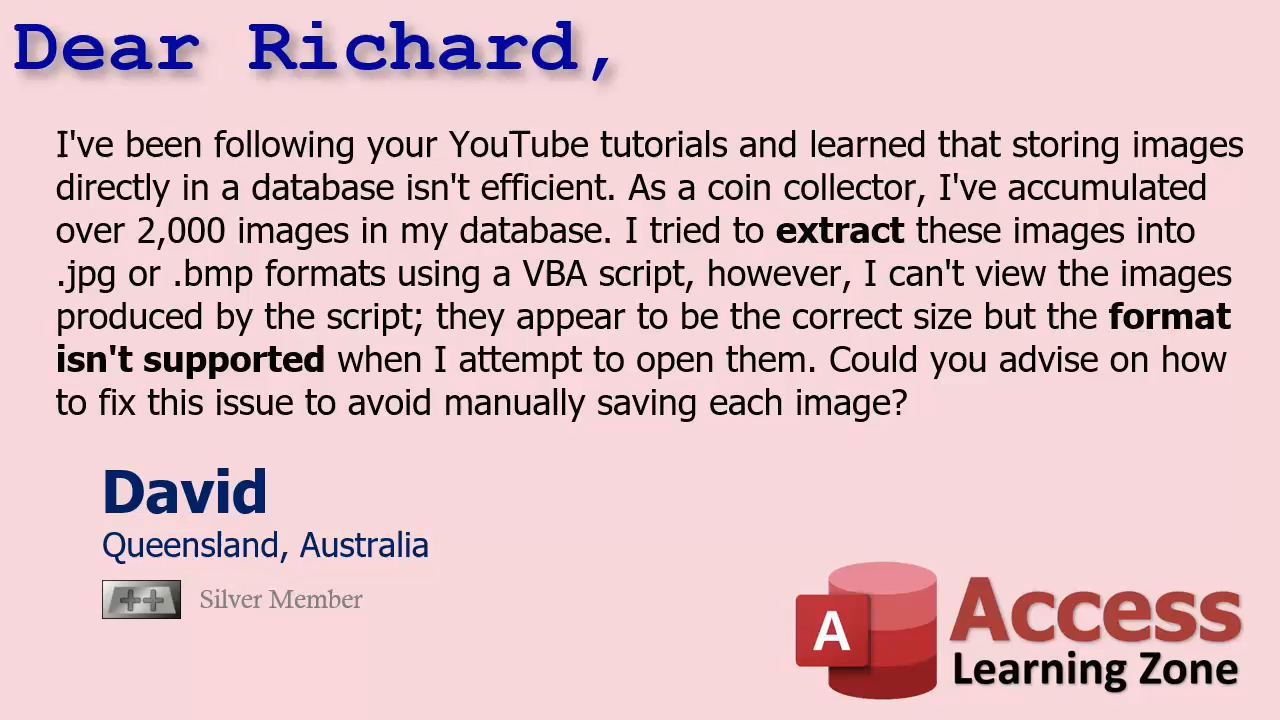 Dear Richard,
I've been following your YouTube tutorials and learned that storing images
directly in a database isn't efficient. As a coin collector, I've accumulated
over 2,000 images in my database. I tried to extract these images into
.jpg or .bmp formats using a VBA script, however, I can't view the images
produced by the script; they appear to be the correct size but the format
isn't supported when I attempt to open them. Could you advise on how
to fix this issue to avoid manually saving each image?
David
Queensland, Australia
++ Silver Member
A Access
Learning Zone